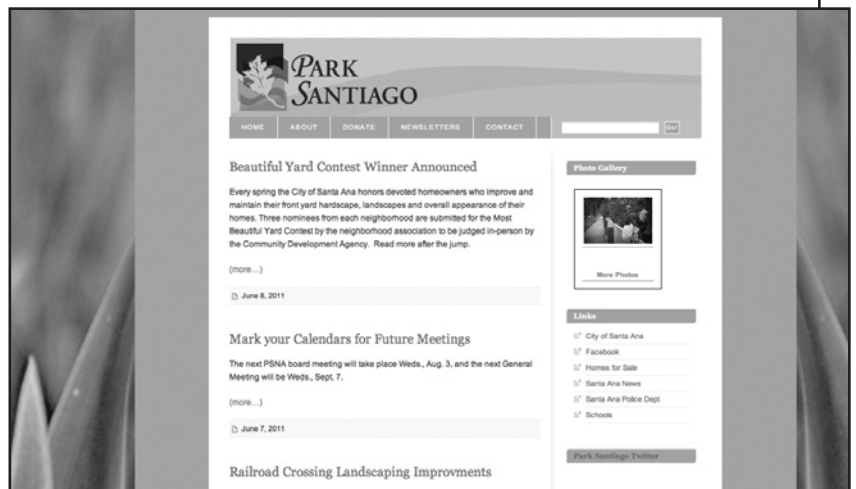 PARK
SANTIAGO
HOME ABOUT DONATE NEWSLETTERS CONTACT
Go!
Beautiful Yard Contest Winner Announced
Every spring the City of Santa Ana honors devoted homeowners who improve and
maintain their front yard hardscape, landscapes and overall appearance of their
homes. Three nominees from each neighborhood are submitted for the Most
Beautiful Yard Contest by the neighborhood association to be judged in-person by
the Community Development Agency. Read more after the jump.
(more…)
June 8, 2011
Mark your Calendars for Future Meetings
The next PSNA board meeting will take place Weds., Aug. 3, and the next General
Meeting will be Weds., Sept. 7.
(more…)
June 7, 2011
Railroad Crossing Landscaping Improvments
Photo Gallery
More Photos
Links
City of Santa Ana
Facebook
Homes for Sale
Santa Ana News
Santa Ana Police Dept
Schools
Park Santiago Twitter